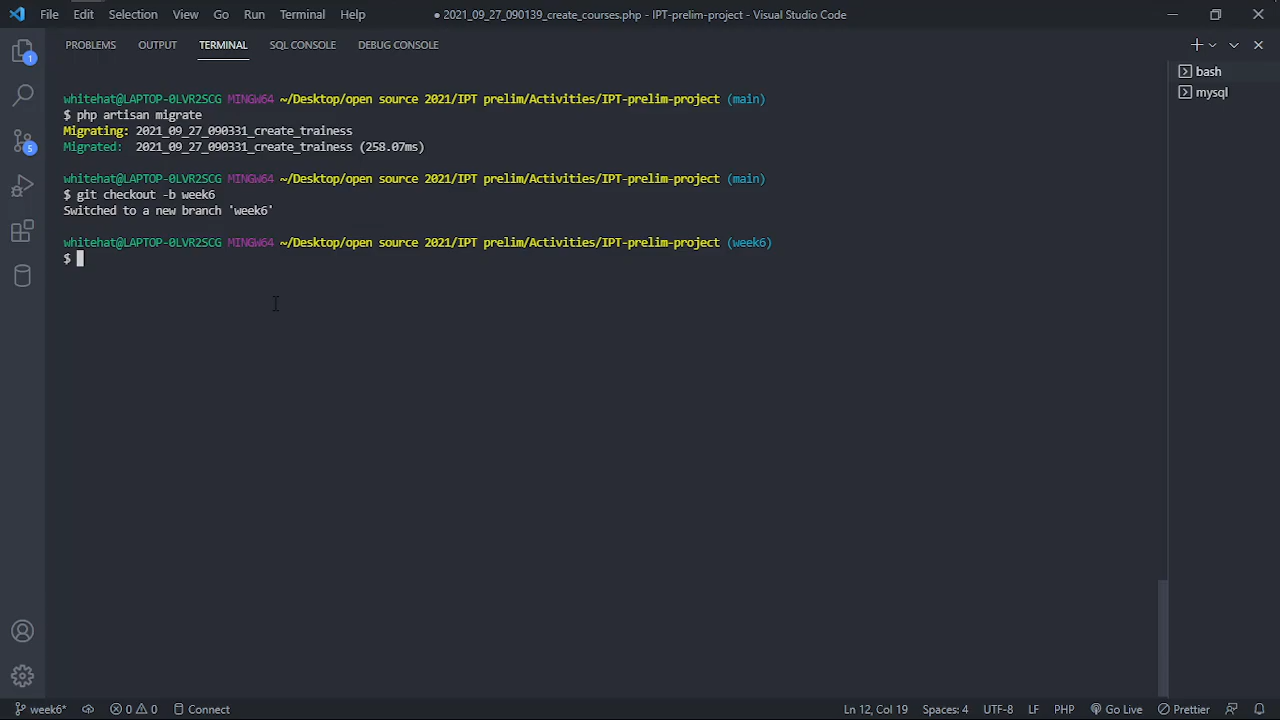 File Edit Selection View Go Run Terminal Help ● 2021_09_27_090139_create_courses.php - IPT-prelim-project - Visual Studio Code
PROBLEMS OUTPUT TERMINAL SQL CONSOLE DEBUG CONSOLE
1
5
whitehat@LAPTOP-0LVR2SCG MINGW64 ~/Desktop/open source 2021/IPT prelim/Activities/IPT-prelim-project (main)
$ php artisan migrate
Migrating: 2021_09_27_090331_create_trainess
Migrated: 2021_09_27_090331_create_trainess (258.07ms)
whitehat@LAPTOP-0LVR2SCG MINGW64 ~/Desktop/open source 2021/IPT prelim/Activities/IPT-prelim-project (main)
$ git checkout -b week6
Switched to a new branch 'week6'
whitehat@LAPTOP-0LVR2SCG MINGW64 ~/Desktop/open source 2021/IPT prelim/Activities/IPT-prelim-project (week6)
$
bash
mysql
week6* 0 0 Connect Ln 12, Col 19 Spaces: 4 UTF-8 LF PHP Go Live Prettier